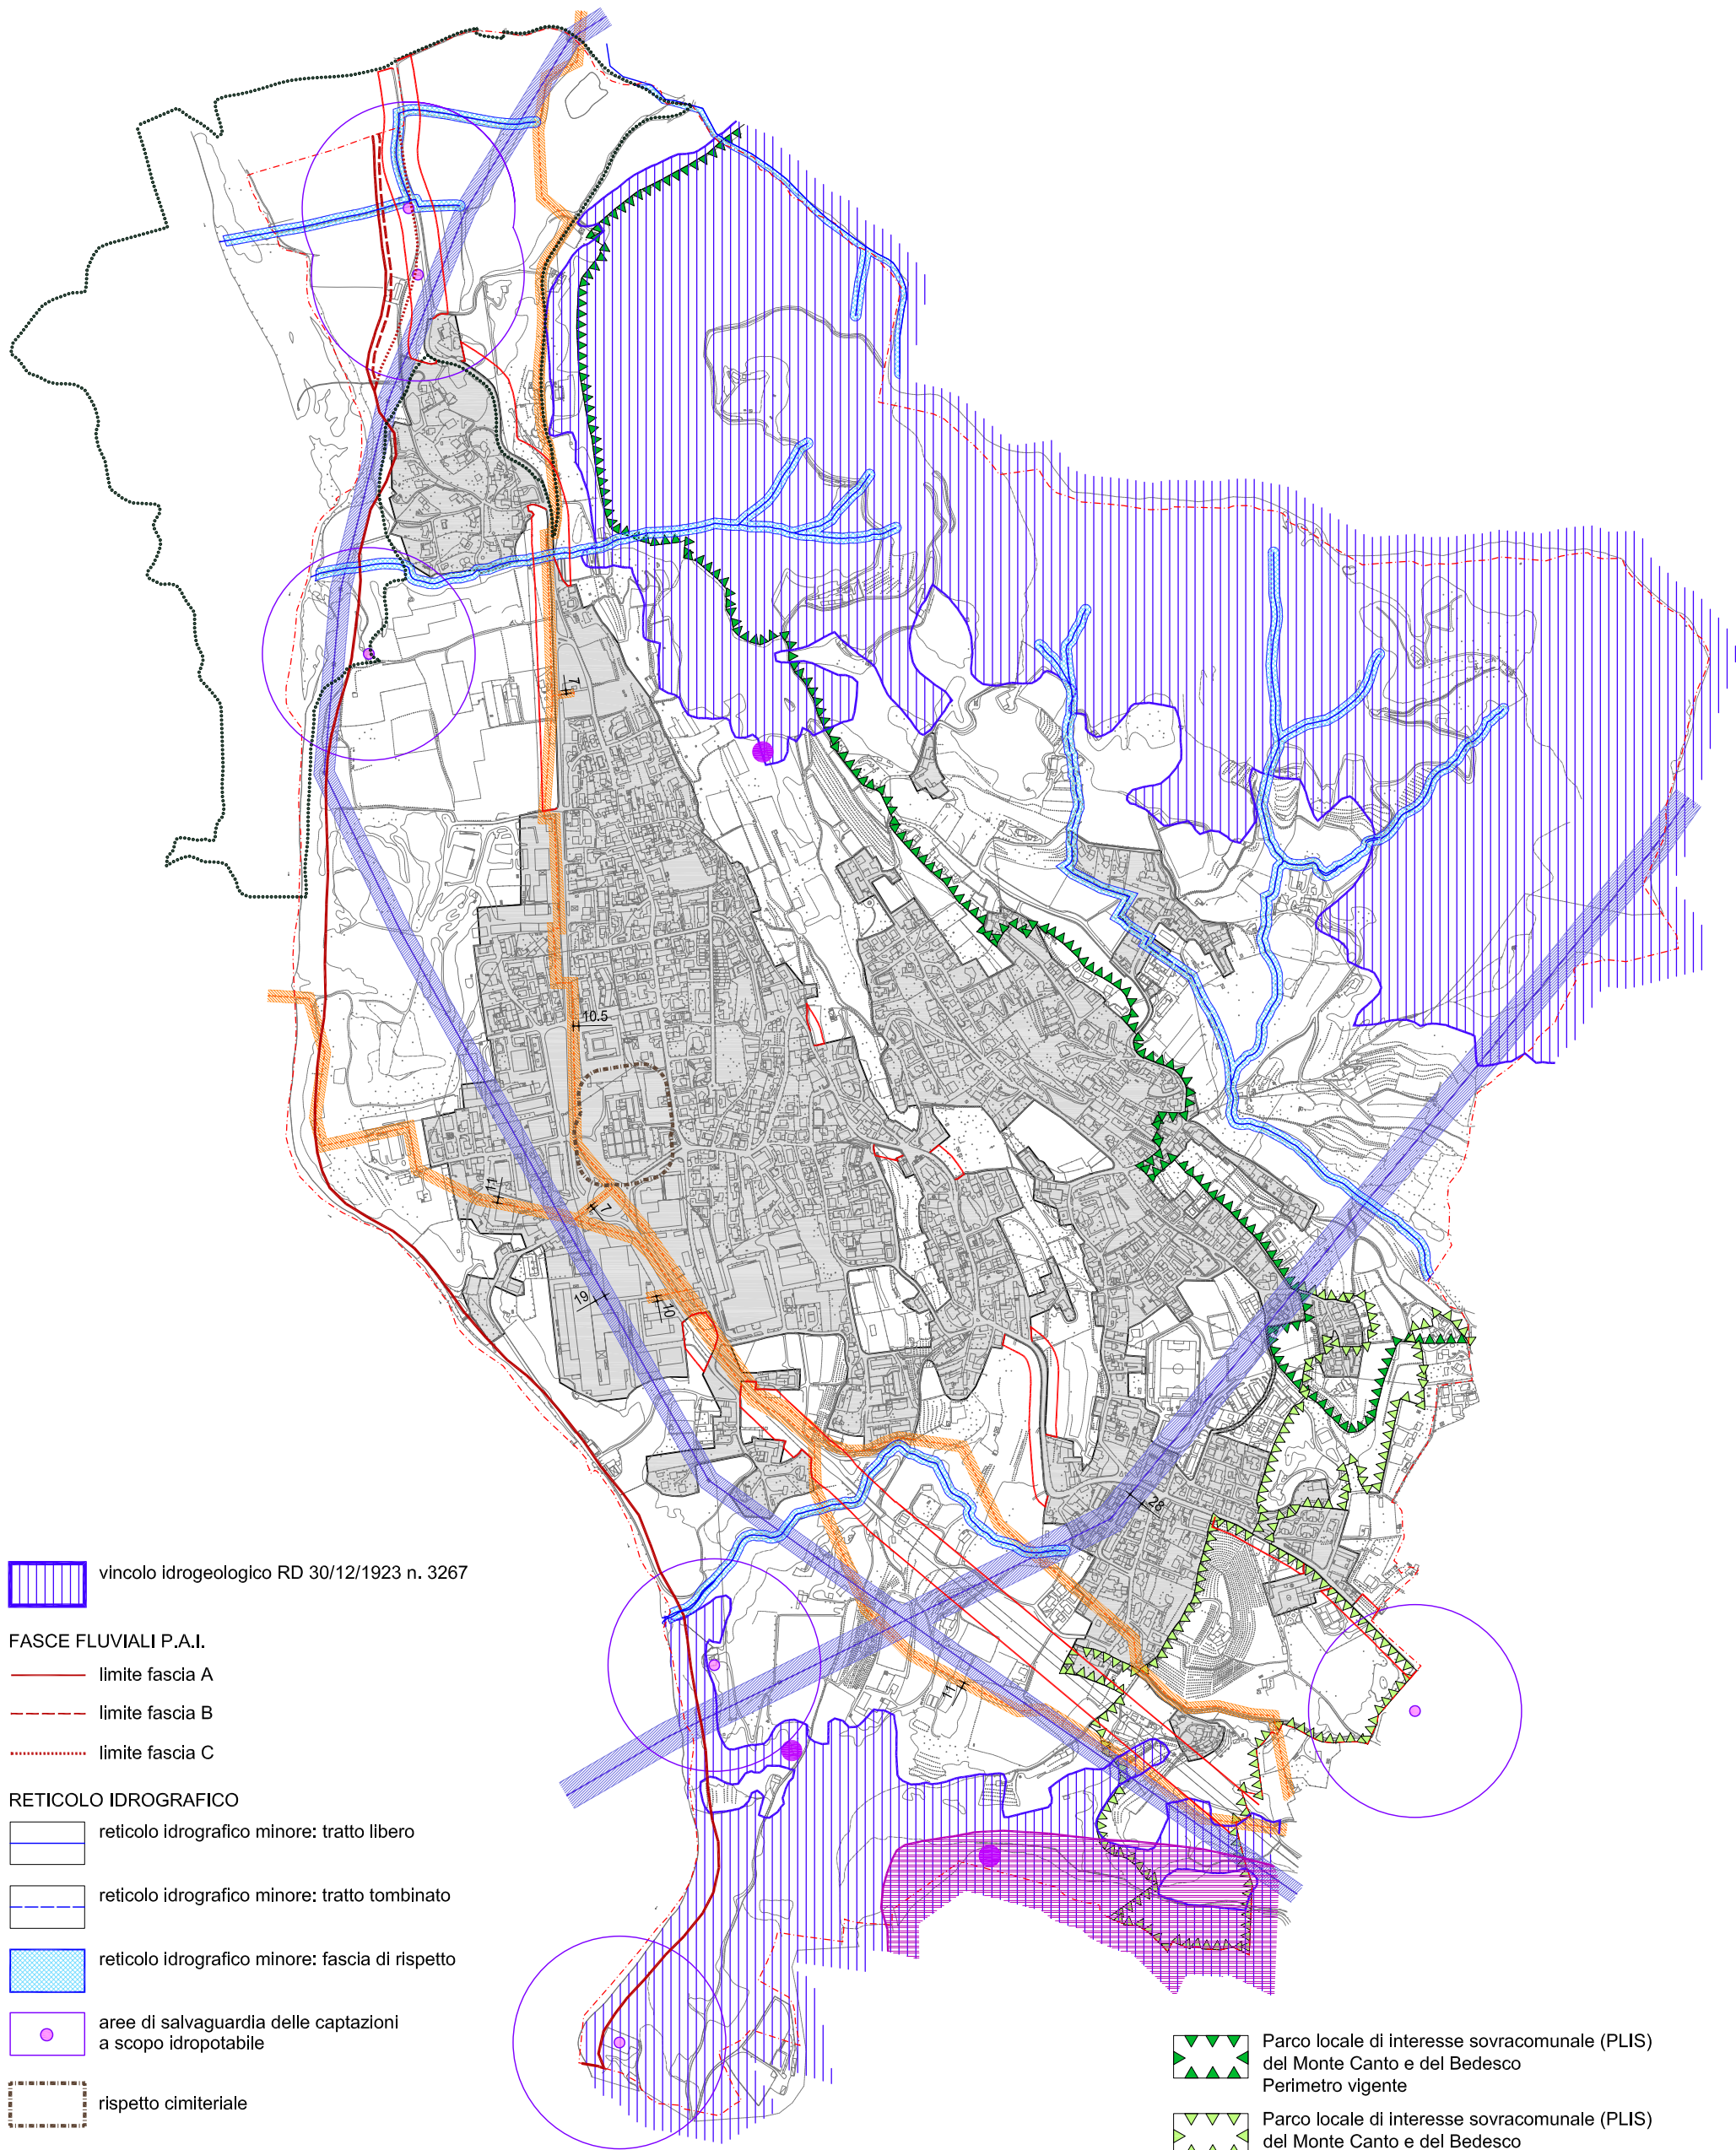 7
10.5
11
7
19
10
28
11
vincolo idrogeologico RD 30/12/1923 n. 3267
FASCE FLUVIALI P.A.I.
limite fascia A
limite fascia B
limite fascia C
RETICOLO IDROGRAFICO
reticolo idrografico minore: tratto libero
reticolo idrografico minore: tratto tombinato
reticolo idrografico minore: fascia di rispetto
aree di salvaguardia delle captazioni
a scopo idropotabile
rispetto cimiteriale
Parco locale di interesse sovracomunale (PLIS)
del Monte Canto e del Bedesco
Perimetro vigente
Parco locale di interesse sovracomunale (PLIS)
del Monte Canto e del Bedesco